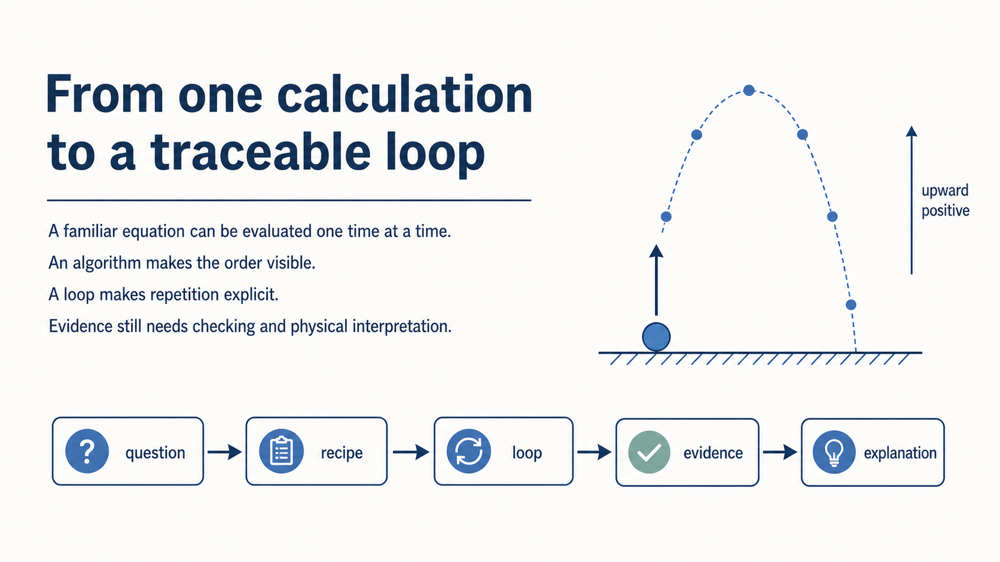 From one calculation
to a traceable loop
A familiar equation can be evaluated one time at a time.
An algorithm makes the order visible.
A loop makes repetition explicit.
Evidence still needs checking and physical interpretation.
upward
positive
question
recipe
loop
evidence
explanation